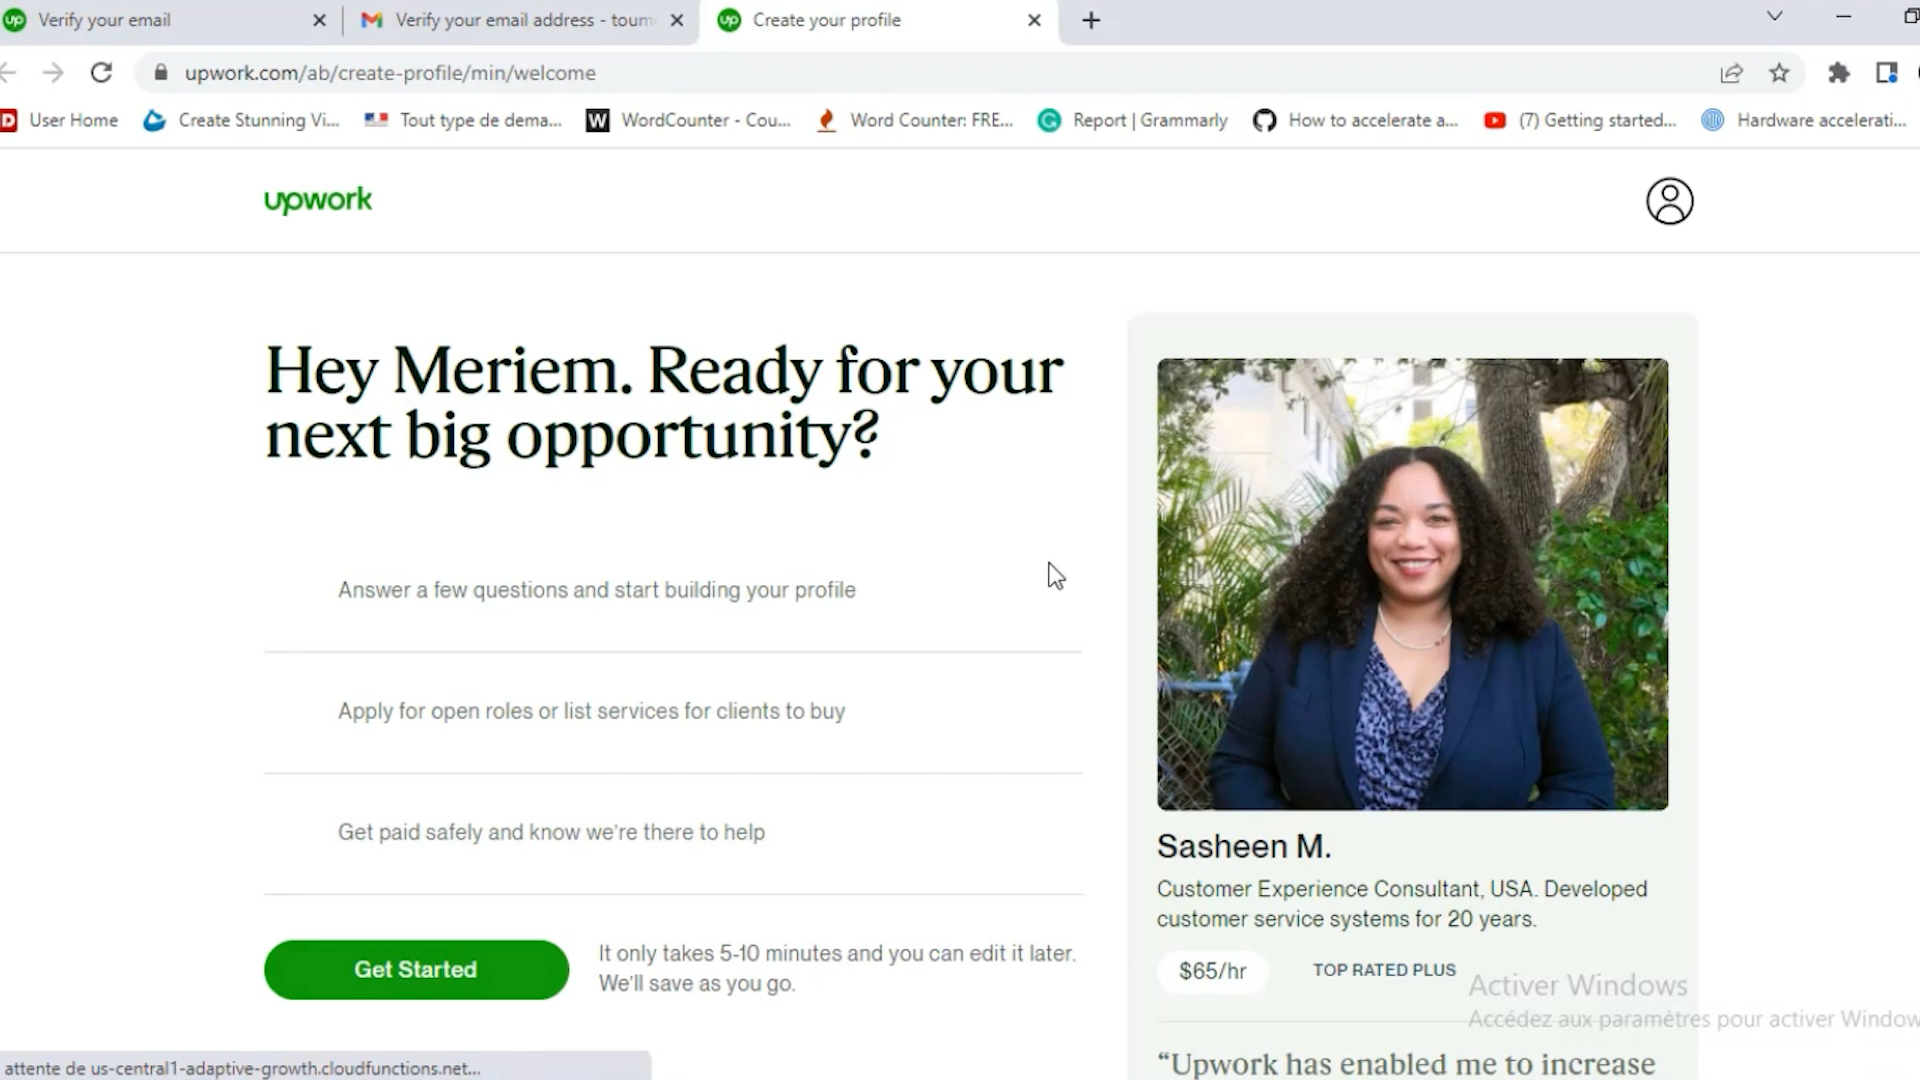 Verify your email
Verify your email address - toum
Create your profile
upwork.com/ab/create-profile/min/welcome
User Home
Create Stunning Vi...
Tout type de dema...
WordCounter - Cou...
Word Counter: FRE...
Report | Grammarly
How to accelerate a...
(7) Getting started...
Hardware accelerati...
upwork
Hey Meriem. Ready for your
next big opportunity?
Answer a few questions and start building your profile
Apply for open roles or list services for clients to buy
Get paid safely and know we're there to help
Get Started
It only takes 5-10 minutes and you can edit it later.
We'll save as you go.
Sasheen M.
Customer Experience Consultant, USA. Developed
customer service systems for 20 years.
$65/hr
TOP RATED PLUS
“Upwork has enabled me to increase
Activer Windows
Accédez aux paramètres pour activer Window
attente de us-central1-adaptive-growth.cloudfunctions.net...